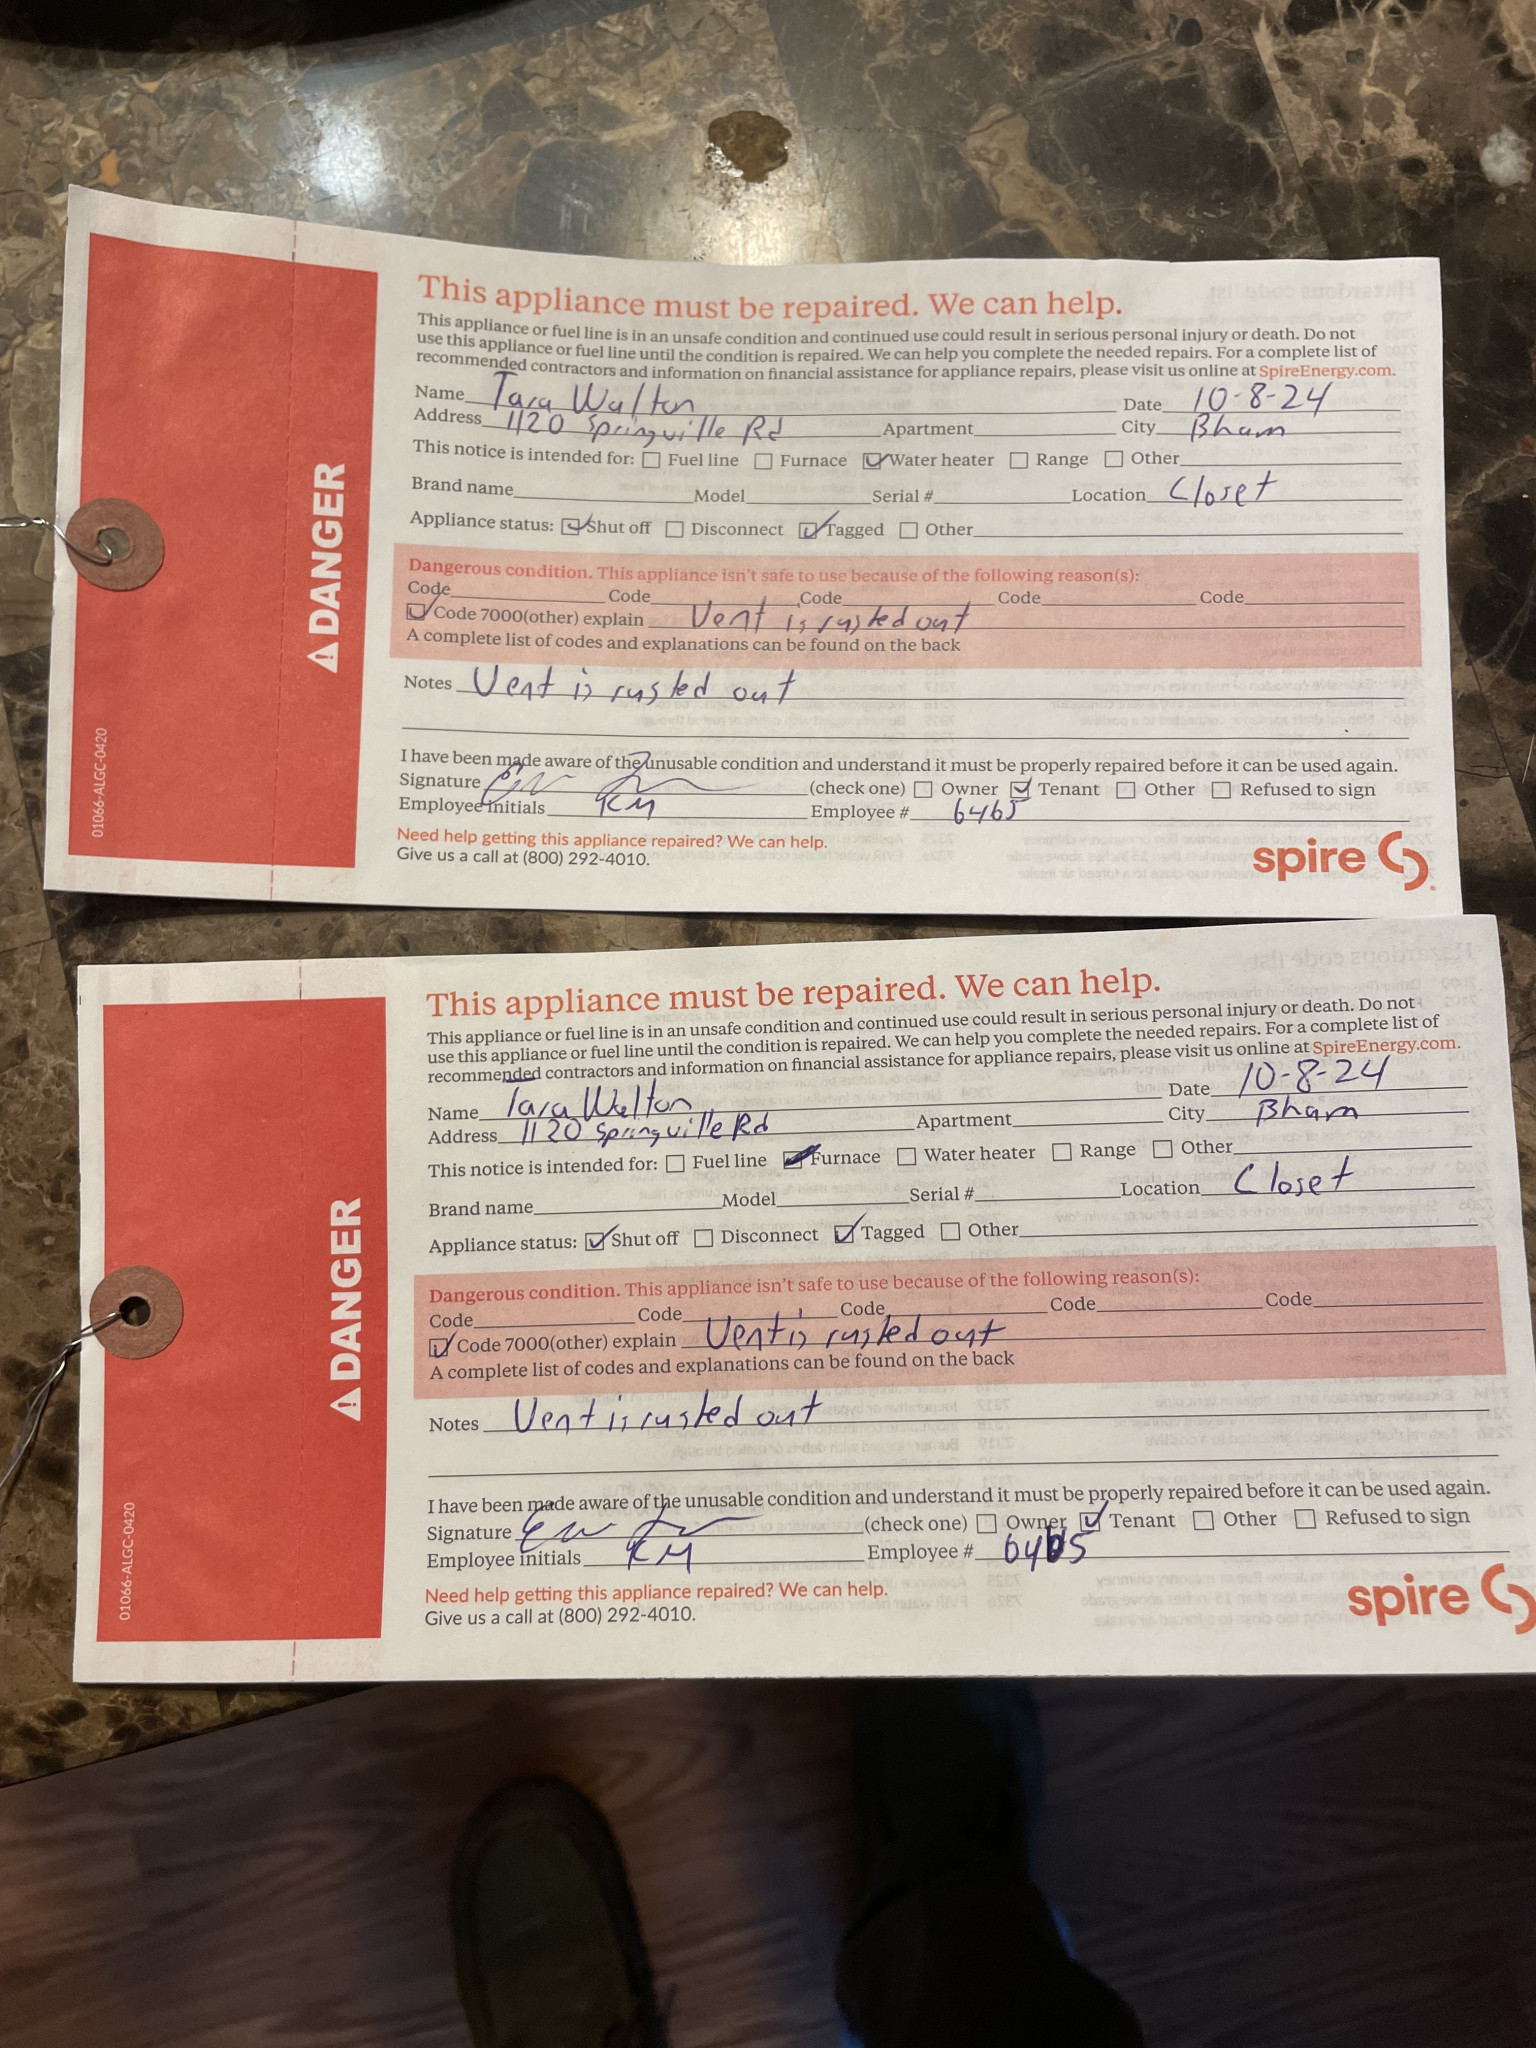 This appliance must be repaired. We can help.
This appliance or fuel line is in an unsafe condition and continued use could result in serious personal injury or death. Do not
use this appliance or fuel line until the condition is repaired. We can help you complete the needed repairs. For a complete list of
recommended contractors and information on financial assistance for appliance repairs, please visit us online at SpireEnergy.com.
Name Tara Walton Date 10-8-24
Address 1120 Springville Rd Apartment City Bham
This notice is intended for: Fuel line Furnace Water heater Range Other
Brand name Model Serial # Location Closet
Appliance status: Shut off Disconnect Tagged Other
Dangerous condition. This appliance isn't safe to use because of the following reason(s):
Code Code Code Code Code
Code 7000(other) explain Vent is rusted out
A complete list of codes and explanations can be found on the back
Notes Vent is rusted out
I have been made aware of the unusable condition and understand it must be properly repaired before it can be used again.
Signature (check one) Owner Tenant Other Refused to sign
Employee initials KM Employee # 6465
Need help getting this appliance repaired? We can help.
Give us a call at (800) 292-4010.
spire
DANGER
01066-ALGC-0420
This appliance must be repaired. We can help.
This appliance or fuel line is in an unsafe condition and continued use could result in serious personal injury or death. Do not
use this appliance or fuel line until the condition is repaired. We can help you complete the needed repairs. For a complete list of
recommended contractors and information on financial assistance for appliance repairs, please visit us online at SpireEnergy.com.
Name Tara Walton Date 10-8-24
Address 1120 Springville Rd Apartment City Bham
This notice is intended for: Fuel line Furnace Water heater Range Other
Brand name Model Serial # Location Closet
Appliance status: Shut off Disconnect Tagged Other
Dangerous condition. This appliance isn't safe to use because of the following reason(s):
Code Code Code Code Code
Code 7000(other) explain Vent is rusted out
A complete list of codes and explanations can be found on the back
Notes Vent is rusted out
I have been made aware of the unusable condition and understand it must be properly repaired before it can be used again.
Signature (check one) Owner Tenant Other Refused to sign
Employee initials KM Employee # 6465
Need help getting this appliance repaired? We can help.
Give us a call at (800) 292-4010.
spire
DANGER
01066-ALGC-0420